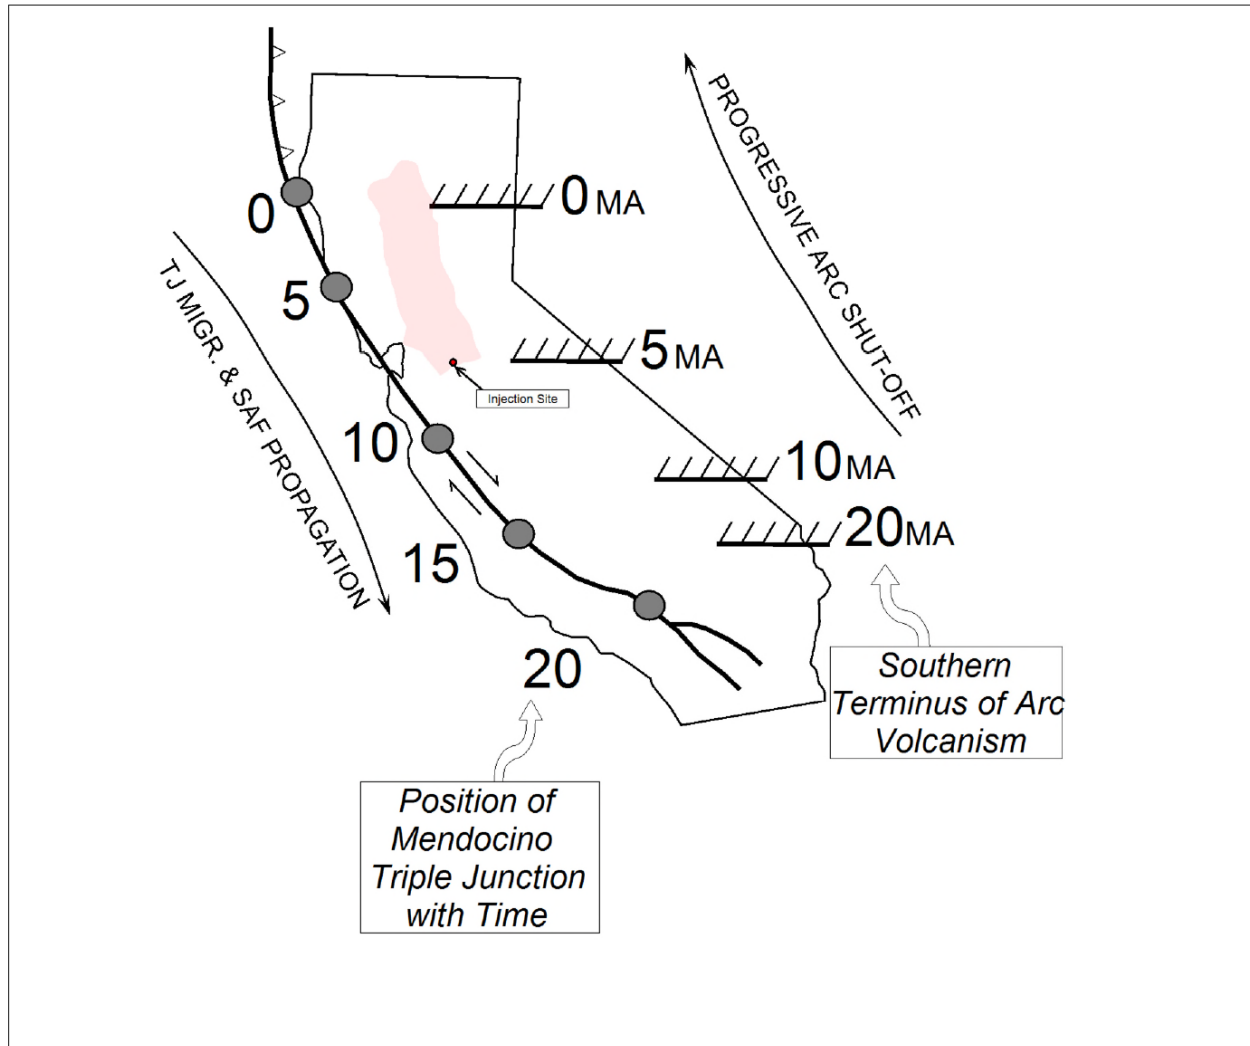 PROGRESSIVE ARC SHUT-OFF
0 MA
0
5
TJ MIGR. & SAF PROPAGATION
5 MA
Injection Site
10
10 MA
15
20 MA
20
Southern
Terminus of Arc
Volcanism
Position of
Mendocino
Triple Junction
with Time